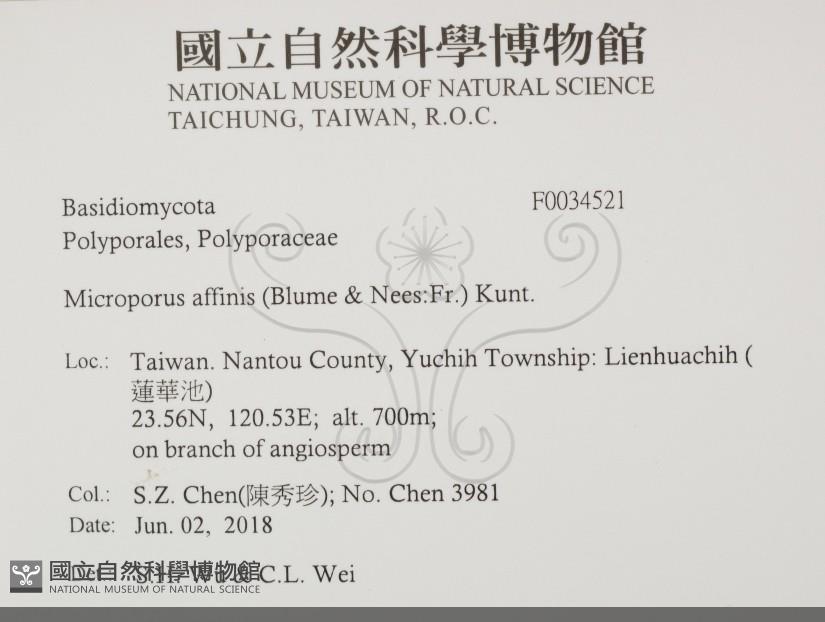 國立自然科學博物館
NATIONAL MUSEUM OF NATURAL SCIENCE
TAICHUNG, TAIWAN, R.O.C.
Basidiomycota F0034521
Polyporales, Polyporaceae
Microporus affinis (Blume & Nees:Fr.) Kunt.
Loc.: Taiwan. Nantou County, Yuchih Township: Lienhuachih (
蓮華池)
23.56N, 120.53E; alt. 700m;
on branch of angiosperm
Col.: S.Z. Chen(陳秀珍); No. Chen 3981
Date: Jun. 02, 2018
S.H. & C.L. Wei
國立自然科學博物館
NATIONAL MUSEUM OF NATURAL SCIENCE